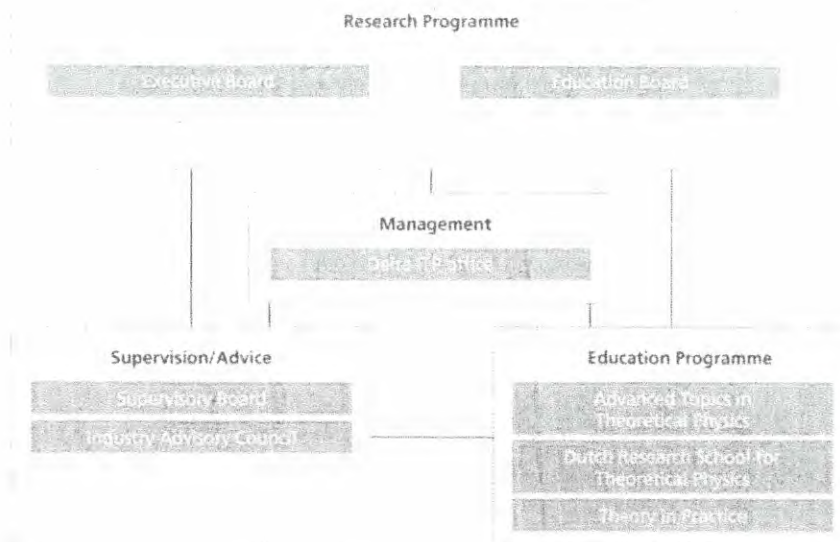 Research Programme
Executive Board
Education Board
Management
Delta ITP office
Supervision/Advice
Education Programme
Supervisory Board
Industry Advisory Council
Advanced Topics in
Theoretical Physics
Dutch Research School for
Theoretical Physics
Theory in Practice